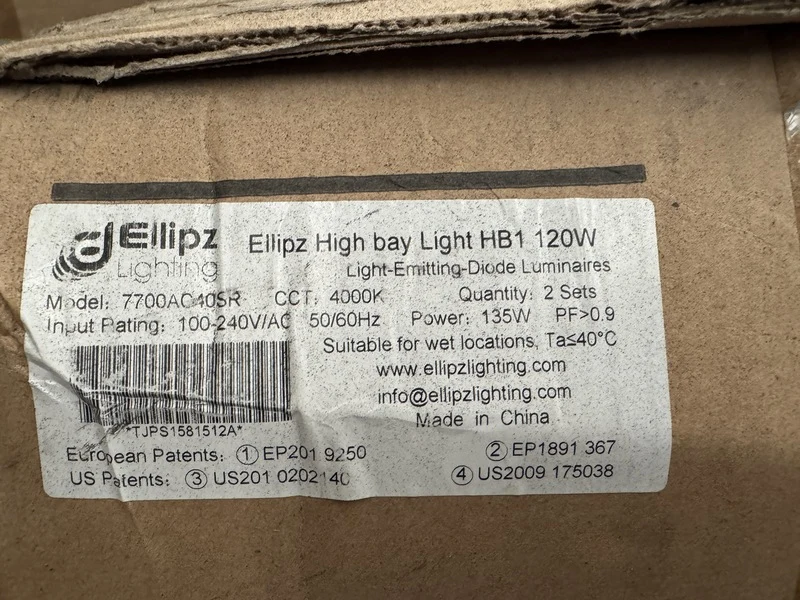 Ellipz
Lighting
Ellipz High bay Light HB1 120W
Light-Emitting-Diode Luminaires
Model: 7700AC40SR CCT: 4000K Quantity: 2 Sets
Input Rating: 100-240V/AC 50/60Hz Power: 135W PF>0.9
Suitable for wet locations, Ta≤40°C
www.ellipzlighting.com
info@ellipzlighting.com
Made in China
*TJPS1581512A*
European Patents: ① EP201 9250 ② EP1891 367
US Patents: ③ US201 0202140 ④ US2009 175038